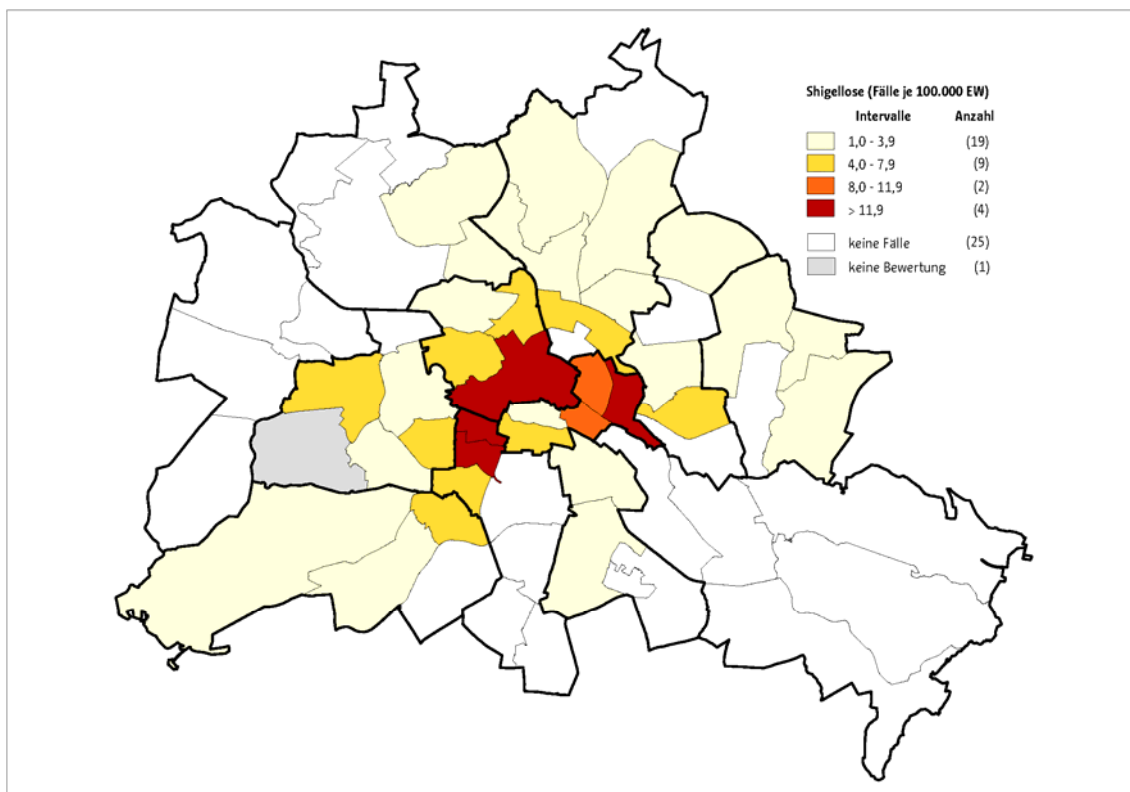 Shigellose (Fälle je 100.000 EW)
Intervalle Anzahl
1,0 - 3,9 (19)
4,0 - 7,9 (9)
8,0 - 11,9 (2)
> 11,9 (4)
keine Fälle (25)
keine Bewertung (1)